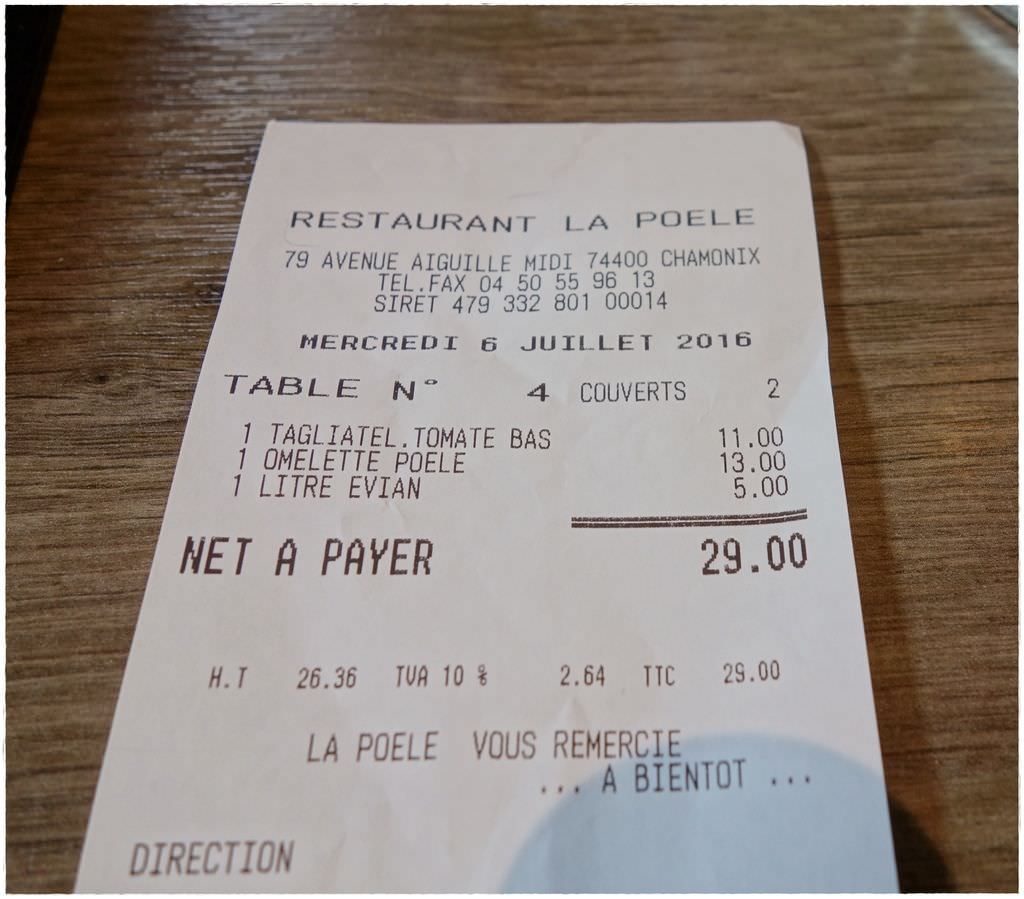 RESTAURANT LA POELE
79 AVENUE AIGUILLE MIDI 74400 CHAMONIX
TEL.FAX 04 50 55 96 13
SIRET 479 332 801 00014
MERCREDI 6 JUILLET 2016
TABLE N° 4 COUVERTS 2
1 TAGLIATEL.TOMATE BAS 11.00
1 OMELETTE POELE 13.00
1 LITRE EVIAN 5.00
NET A PAYER 29.00
H.T 26.36 TVA 10 % 2.64 TTC 29.00
LA POELE VOUS REMERCIE
... A BIENTOT ...
DIRECTION